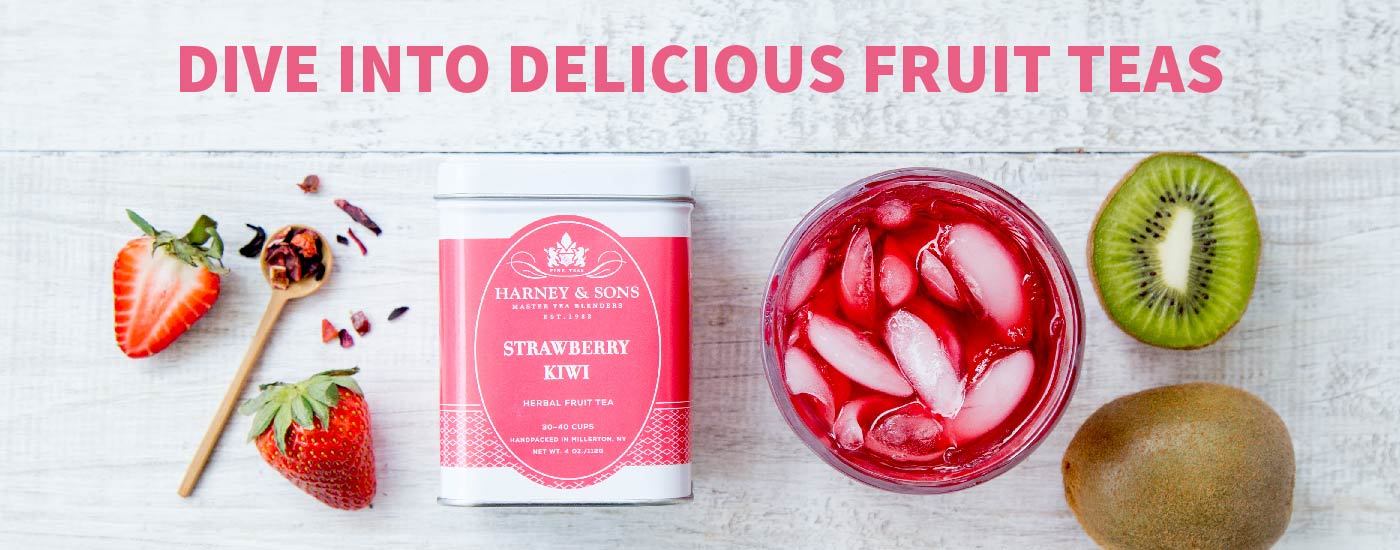 DIVE INTO DELICIOUS FRUIT TEAS
FINE TEAS
HARNEY & SONS
MASTER TEA BLENDERS
EST. 1983
STRAWBERRY
KIWI
HERBAL FRUIT TEA
30–40 CUPS
HANDPACKED IN MILLERTON, NY
NET WT. 4 OZ./112G